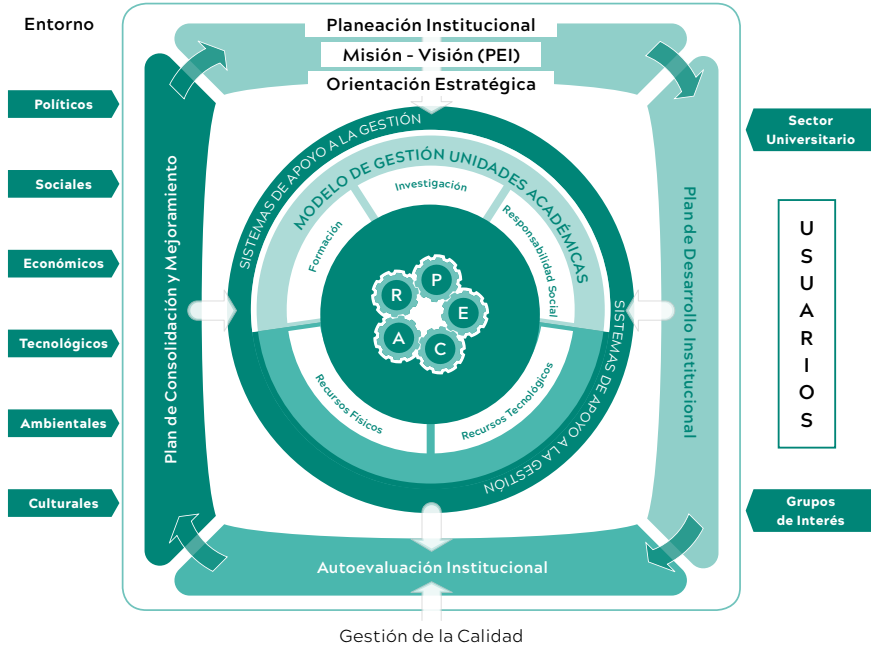 Entorno
Planeación Institucional
Misión - Visión (PEI)
Orientación Estratégica
Políticos
Sociales
Económicos
Tecnológicos
Ambientales
Culturales
Plan de Consolidación y Mejoramiento
SISTEMAS DE APOYO A LA GESTIÓN
MODELO DE GESTIÓN UNIDADES ACADÉMICAS
Formación
Investigación
Responsabilidad Social
R
P
E
A
C
Recursos Físicos
Recursos Tecnológicos
SISTEMAS DE APOYO A LA GESTIÓN
Plan de Desarrollo Institucional
Sector
Universitario
U
S
U
A
R
I
O
S
Grupos
de Interés
Autoevaluación Institucional
Gestión de la Calidad